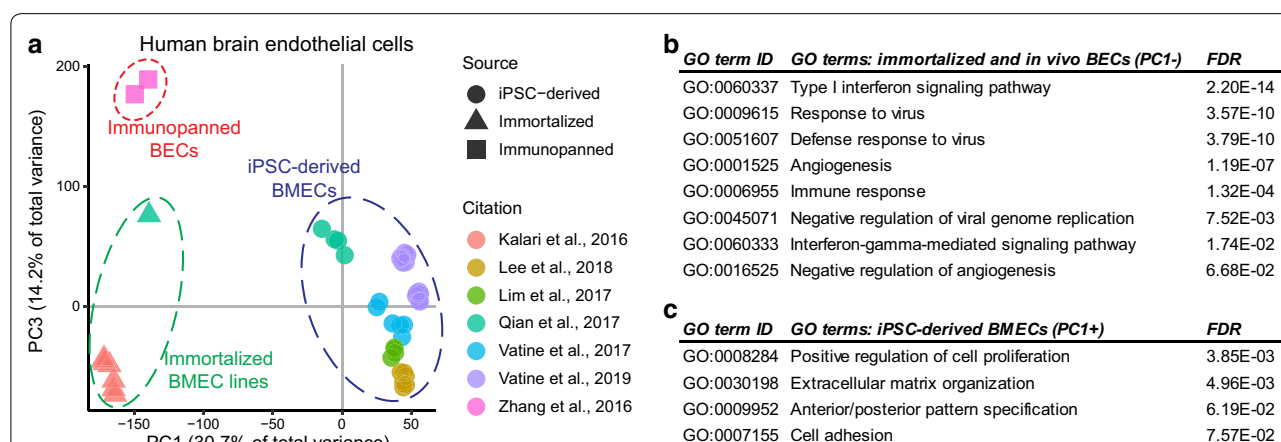 a
Human brain endothelial cells
200
100
0
−150
−100
−50
0
50
PC3 (14.2% of total variance)
PC1 (30.7% of total variance)
Immunopanned
BECs
iPSC-derived
BMECs
Immortalized
BMEC lines
Source
iPSC−derived
Immortalized
Immunopanned
Citation
Kalari et al., 2016
Lee et al., 2018
Lim et al., 2017
Qian et al., 2017
Vatine et al., 2017
Vatine et al., 2019
Zhang et al., 2016
b
GO term ID GO terms: immortalized and in vivo BECs (PC1-) FDR
GO:0060337 Type I interferon signaling pathway 2.20E-14
GO:0009615 Response to virus 3.57E-10
GO:0051607 Defense response to virus 3.79E-10
GO:0001525 Angiogenesis 1.19E-07
GO:0006955 Immune response 1.32E-04
GO:0045071 Negative regulation of viral genome replication 7.52E-03
GO:0060333 Interferon-gamma-mediated signaling pathway 1.74E-02
GO:0016525 Negative regulation of angiogenesis 6.68E-02
c
GO term ID GO terms: iPSC-derived BMECs (PC1+) FDR
GO:0008284 Positive regulation of cell proliferation 3.85E-03
GO:0030198 Extracellular matrix organization 4.96E-03
GO:0009952 Anterior/posterior pattern specification 6.19E-02
GO:0007155 Cell adhesion 7.57E-02